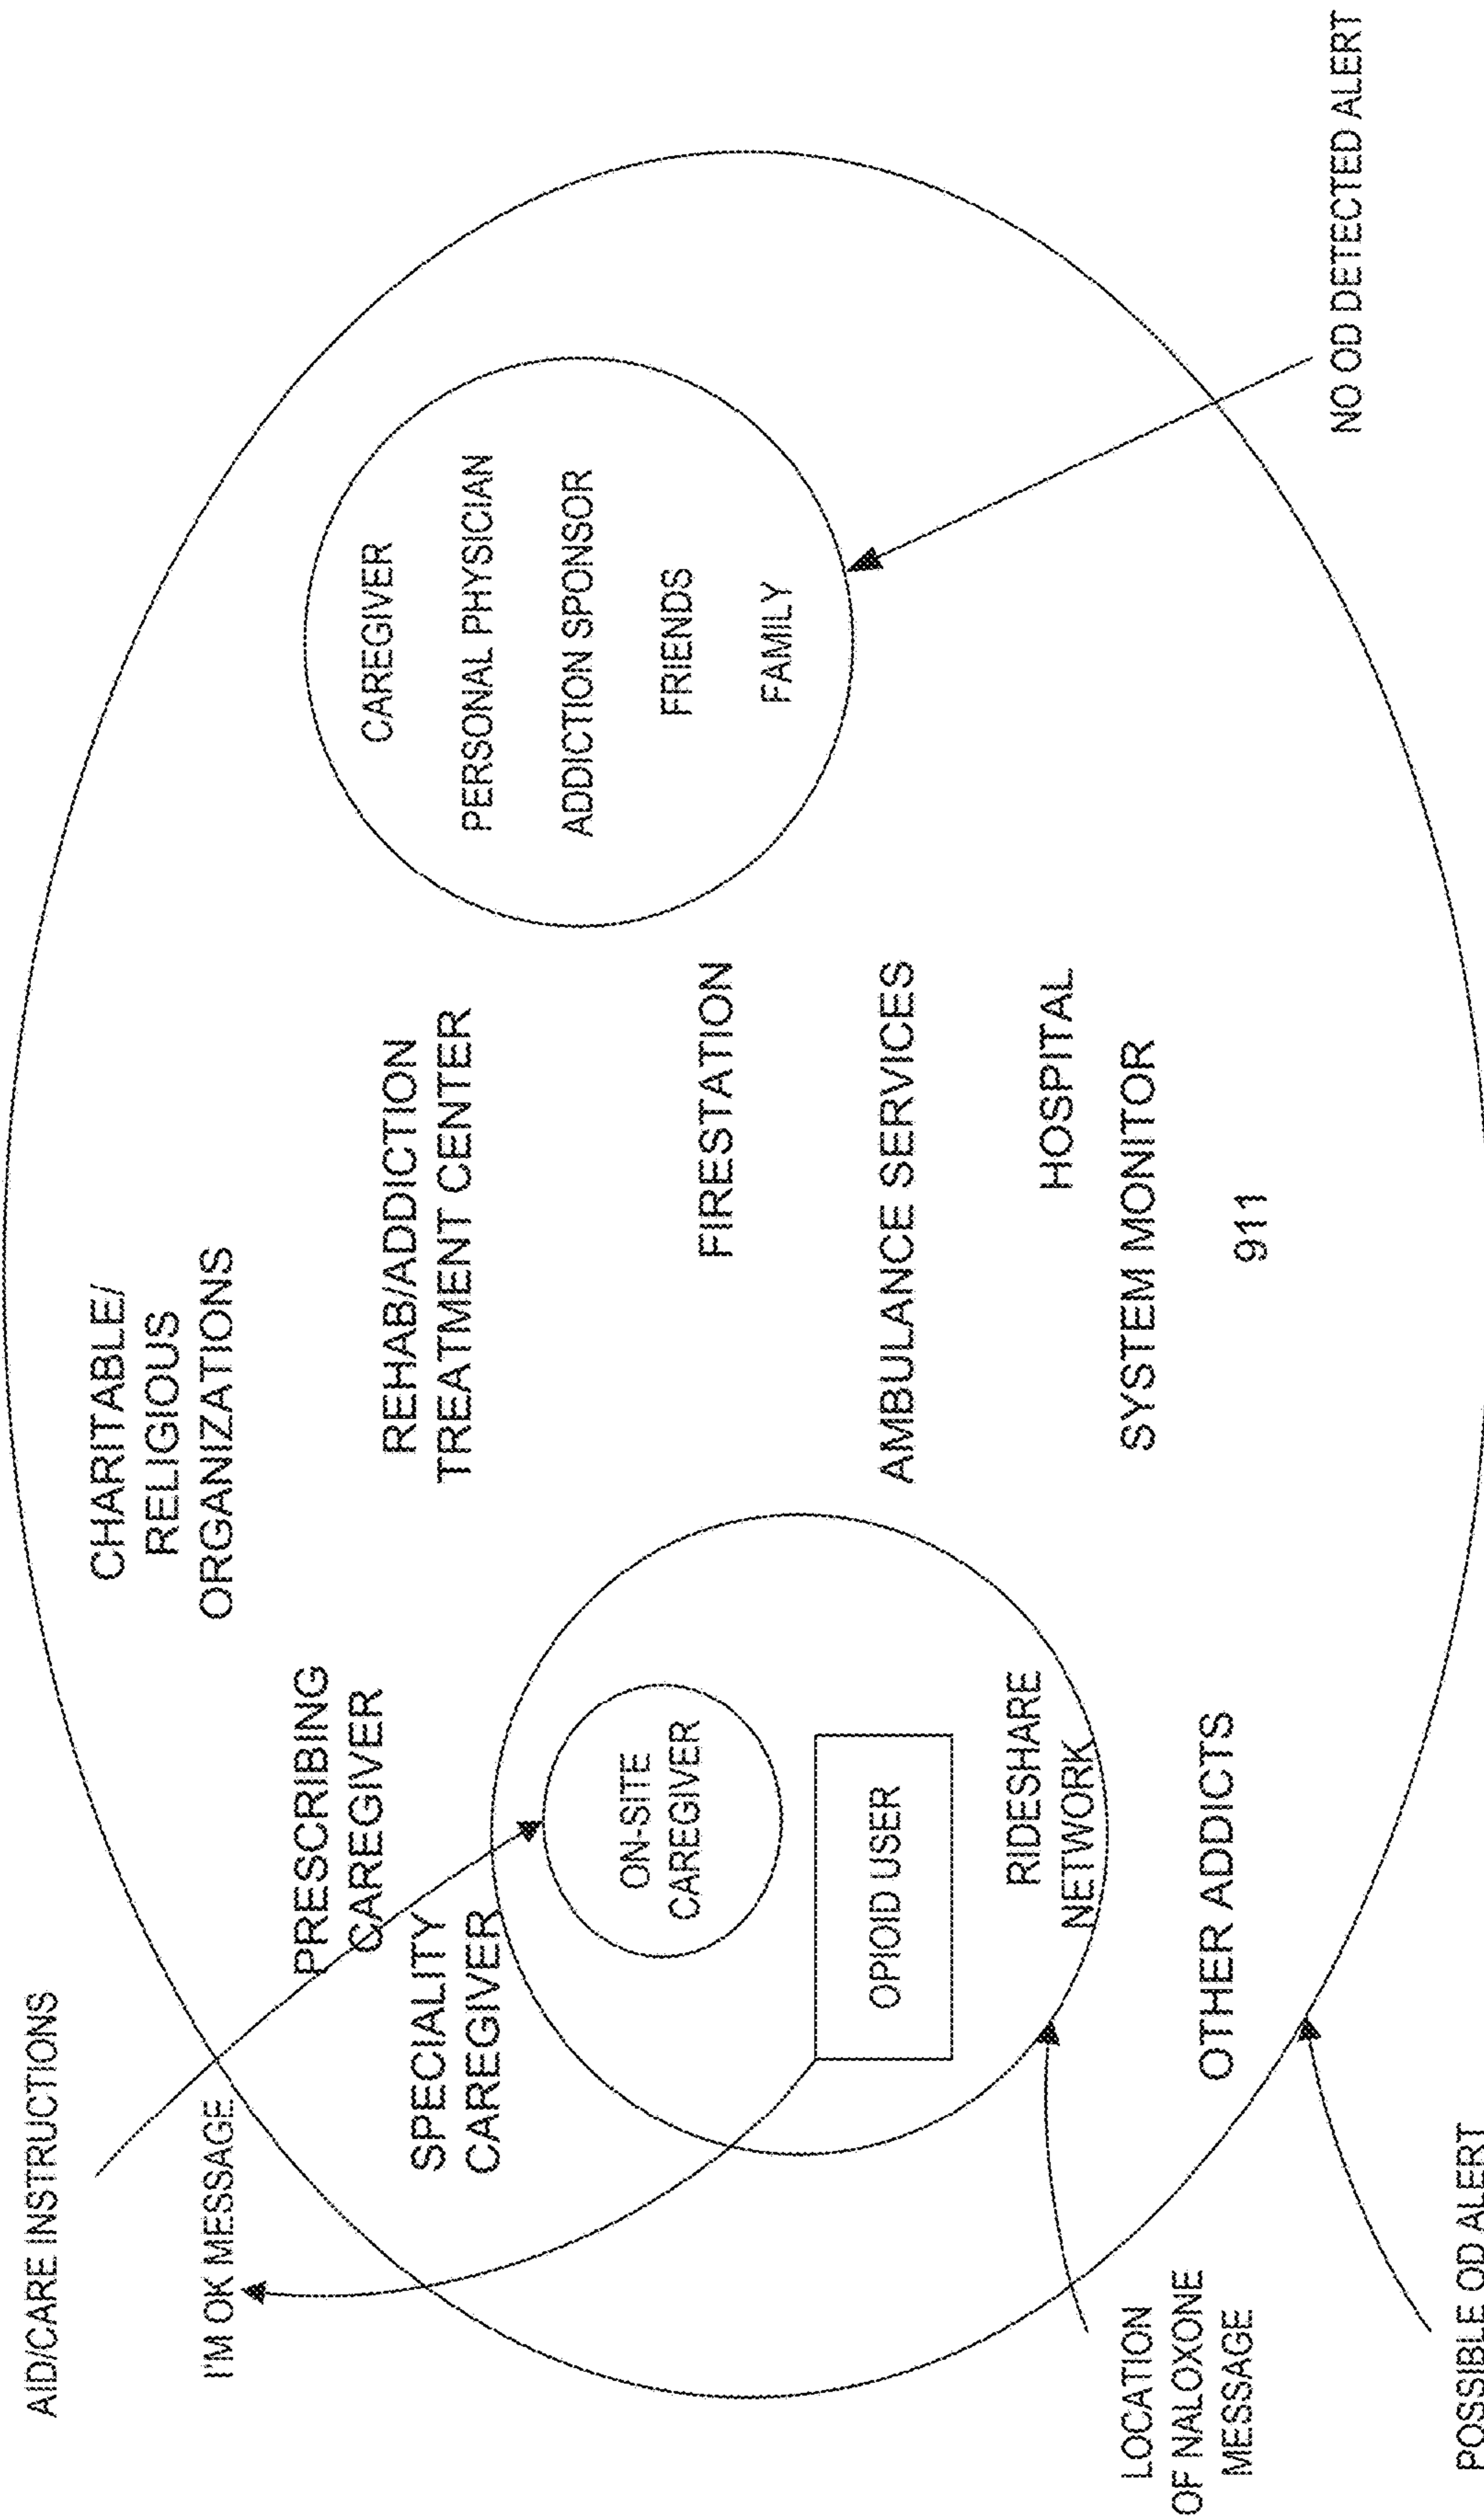 AID/CARE INSTRUCTIONS
I'M OK MESSAGE
CHARITABLE/
RELIGIOUS
ORGANIZATIONS
PRESCRIBING
CAREGIVER
SPECIALITY
CAREGIVER
REHAB/ADDICTION
TREATMENT CENTER
CAREGIVER
PERSONAL PHYSICIAN
ADDICTION SPONSOR
FRIENDS
FAMILY
ON-SITE
CAREGIVER
OPIOID USER
RIDESHARE
NETWORK
FIRESTATION
AMBULANCE SERVICES
HOSPITAL
SYSTEM MONITOR
911
OTHER ADDICTS
LOCATION
OF NALOXONE
MESSAGE
POSSIBLE OD ALERT
NO OD DETECTED ALERT